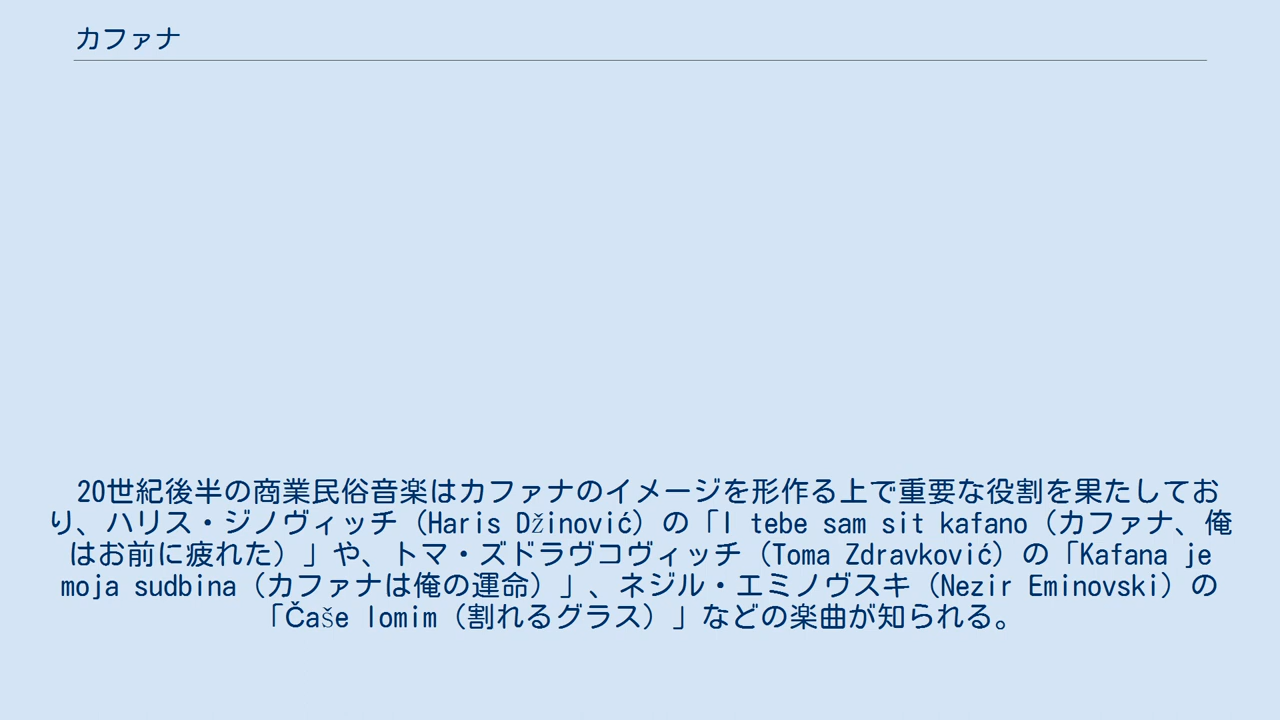 カファナ
20世紀後半の商業民俗音楽はカファナのイメージを形作る上で重要な役割を果たしてお
り、ハリス・ジノヴィッチ（Haris Džinović）の「I tebe sam sit kafano（カファナ、俺
はお前に疲れた）」や、トマ・ズドラヴコヴィッチ（Toma Zdravković）の「Kafana je
moja sudbina（カファナは俺の運命）」、ネジル・エミノヴスキ（Nezir Eminovski）の
「Čaše lomim（割れるグラス）」などの楽曲が知られる。